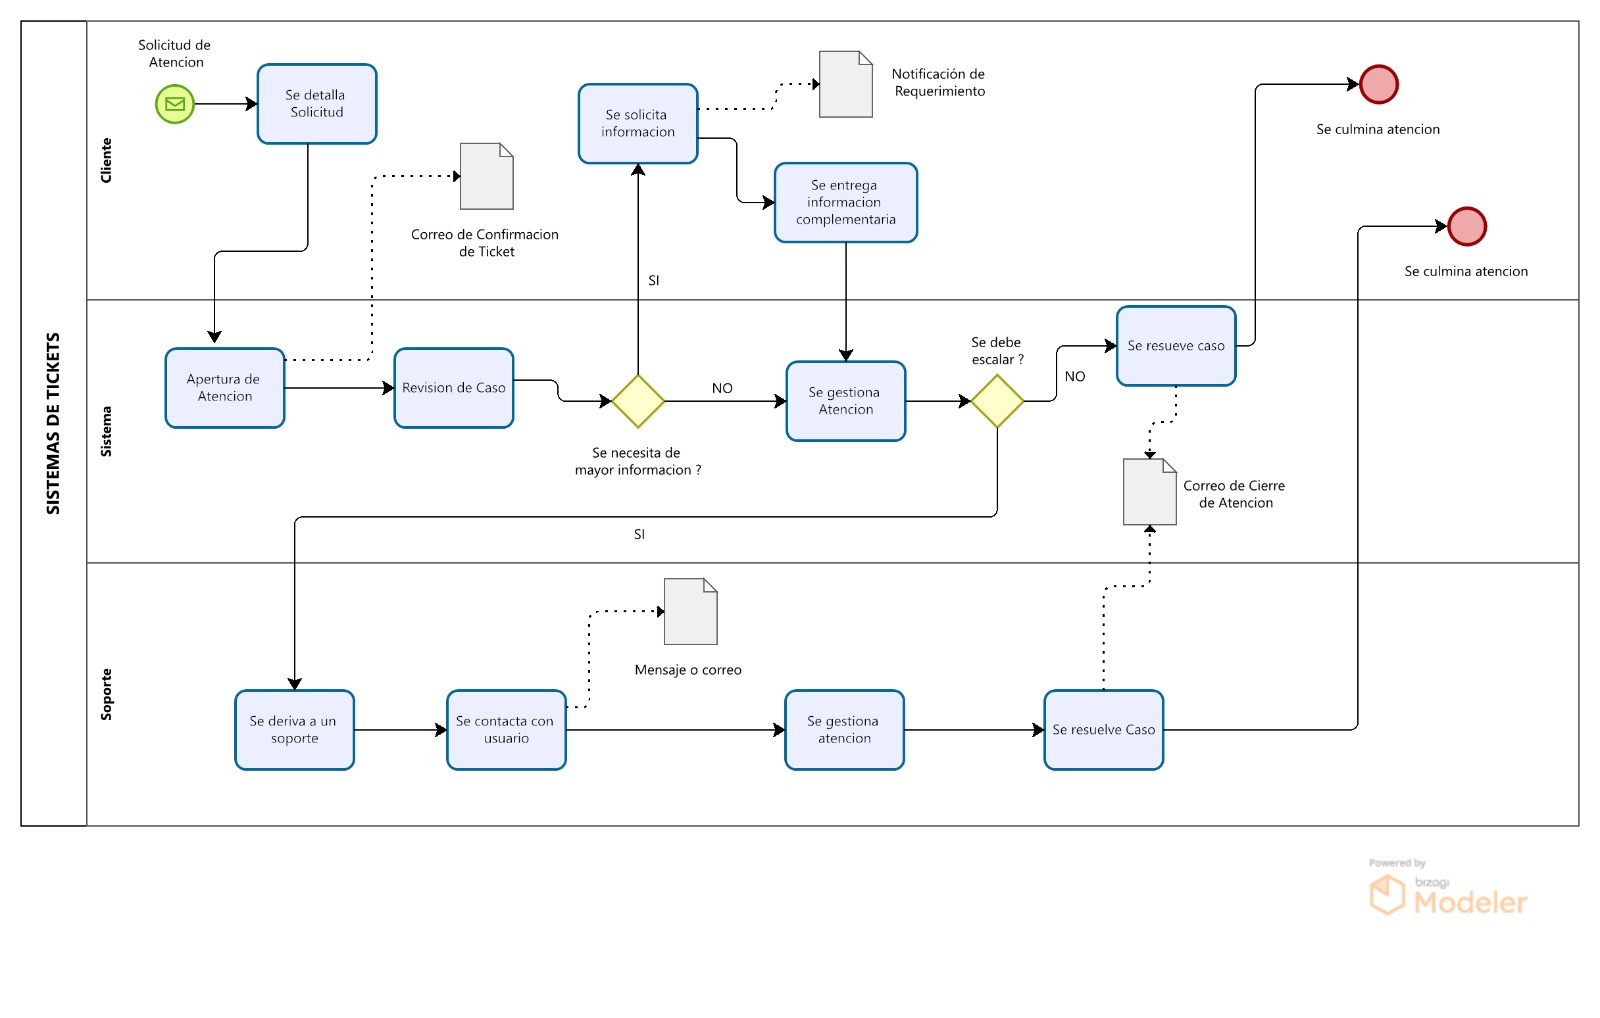 SISTEMAS DE TICKETS
Cliente
Solicitud de
Atencion
Se detalla
Solicitud
Correo de Confirmacion
de Ticket
Se solicita
informacion
Notificación de
Requerimiento
Se entrega
informacion
complementaria
SI
Se culmina atencion
Se culmina atencion
Sistema
Apertura de
Atencion
Revision de Caso
Se necesita de
mayor informacion ?
NO
Se gestiona
Atencion
Se debe
escalar ?
NO
Se resueve caso
Correo de Cierre
de Atencion
SI
Soporte
Se deriva a un
soporte
Se contacta con
usuario
Mensaje o correo
Se gestiona
atencion
Se resuelve Caso
Powered by
bizagi
Modeler